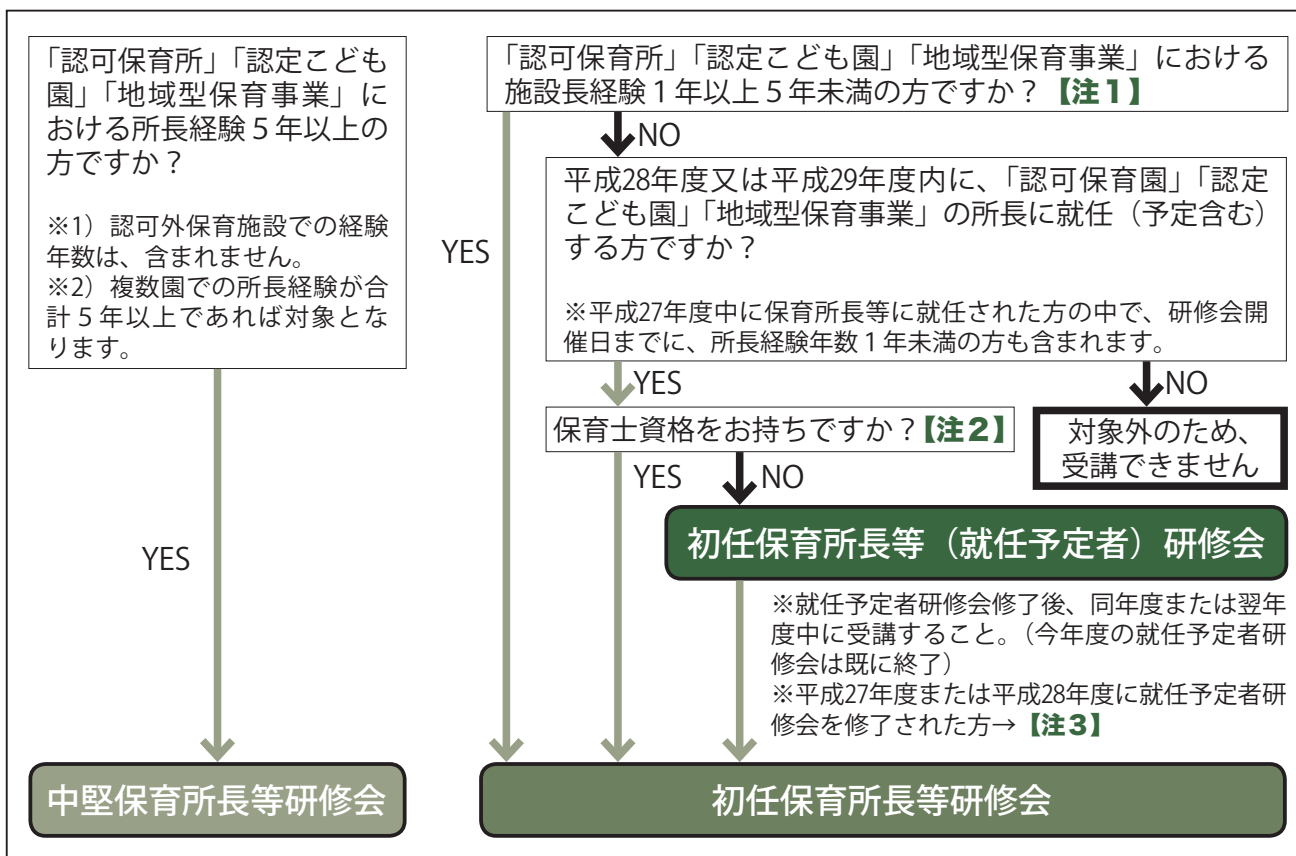 「認可保育所」「認定こども
園」「地域型保育事業」に
おける所長経験５年以上の
方ですか？
※1）認可外保育施設での経験
年数は、含まれません。
※2）複数園での所長経験が合
計５年以上であれば対象とな
ります。
YES
中堅保育所長等研修会
「認可保育所」「認定こども園」「地域型保育事業」における
施設長経験１年以上５年未満の方ですか？【注１】
NO
YES
平成28年度又は平成29年度内に、「認可保育園」「認定
こども園」「地域型保育事業」の所長に就任（予定含む）
する方ですか？
※平成27年度中に保育所長等に就任された方の中で、研修会開
催日までに、所長経験年数１年未満の方も含まれます。
YES
NO
保育士資格をお持ちですか？【注２】
対象外のため、
受講できません
YES
NO
初任保育所長等（就任予定者）研修会
※就任予定者研修会修了後、同年度または翌年
度中に受講すること。（今年度の就任予定者研
修会は既に終了）
※平成27年度または平成28年度に就任予定者研
修会を修了された方→【注３】
初任保育所長等研修会